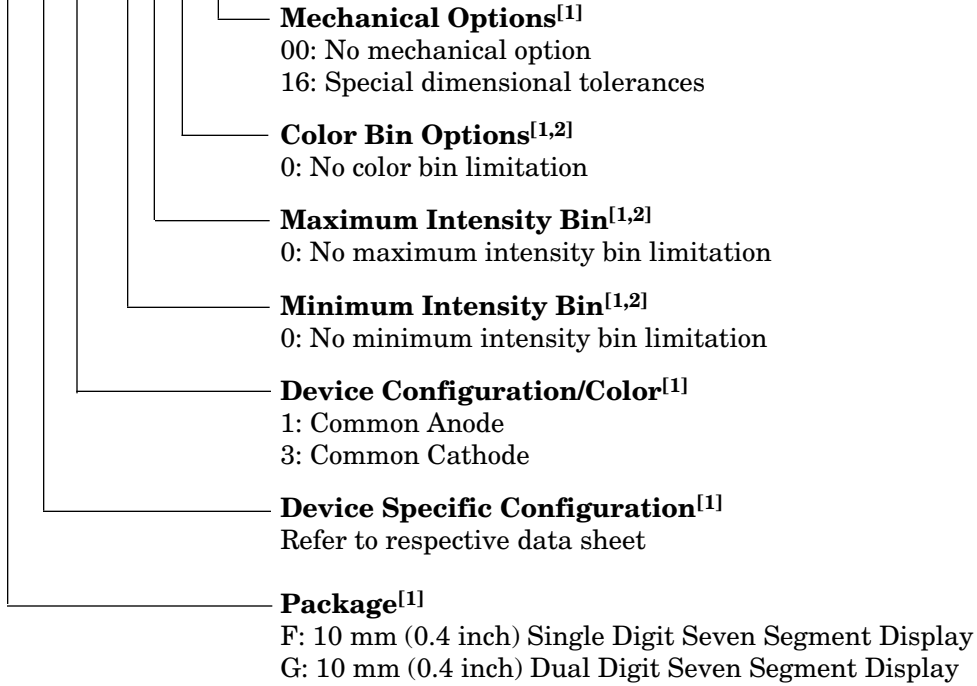 Mechanical Options[1]
00: No mechanical option
16: Special dimensional tolerances
Color Bin Options[1,2]
0: No color bin limitation
Maximum Intensity Bin[1,2]
0: No maximum intensity bin limitation
Minimum Intensity Bin[1,2]
0: No minimum intensity bin limitation
Device Configuration/Color[1]
1: Common Anode
3: Common Cathode
Device Specific Configuration[1]
Refer to respective data sheet
Package[1]
F: 10 mm (0.4 inch) Single Digit Seven Segment Display
G: 10 mm (0.4 inch) Dual Digit Seven Segment Display